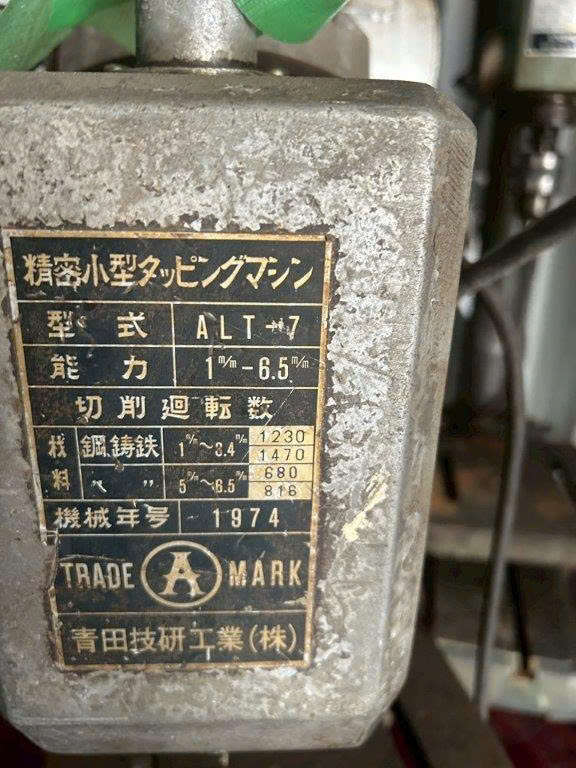 精密小型タッピングマシン
型式 ALT-7
能力 1m/m-6.5m/m
切削廻転数
材料 鋼.鋳鉄 1m/m~3.4m/m 1230 1470
〃 〃 5m/m~6.5m/m 680 816
機械年号 1974
TRADE A MARK
青田技研工業(株)